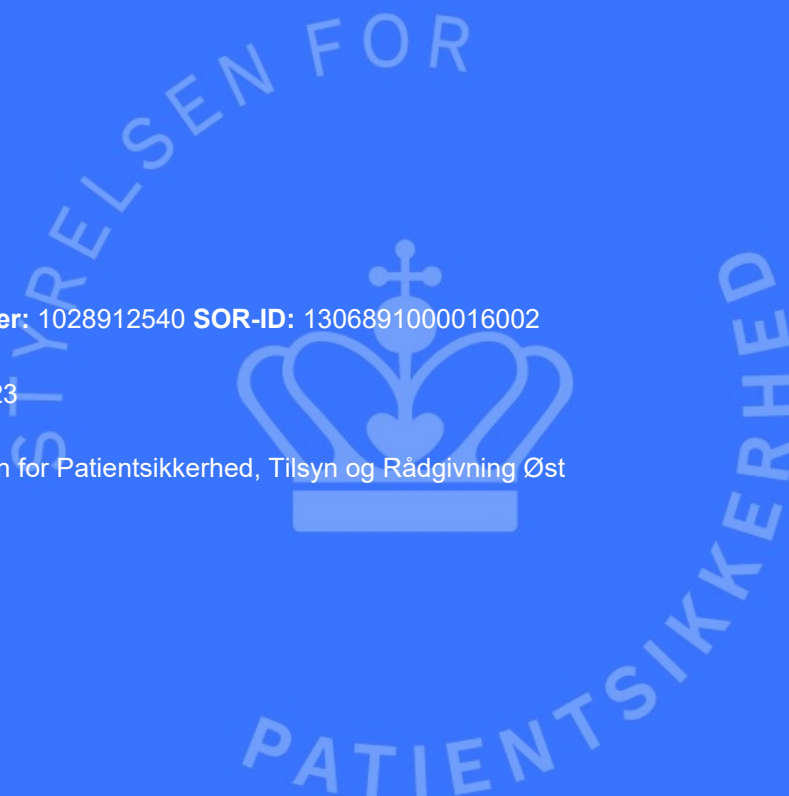 STYRELSEN FOR
PATIENTSIKKERHED
er: 1028912540 SOR-ID: 1306891000016002
23
n for Patientsikkerhed, Tilsyn og Rådgivning Øst